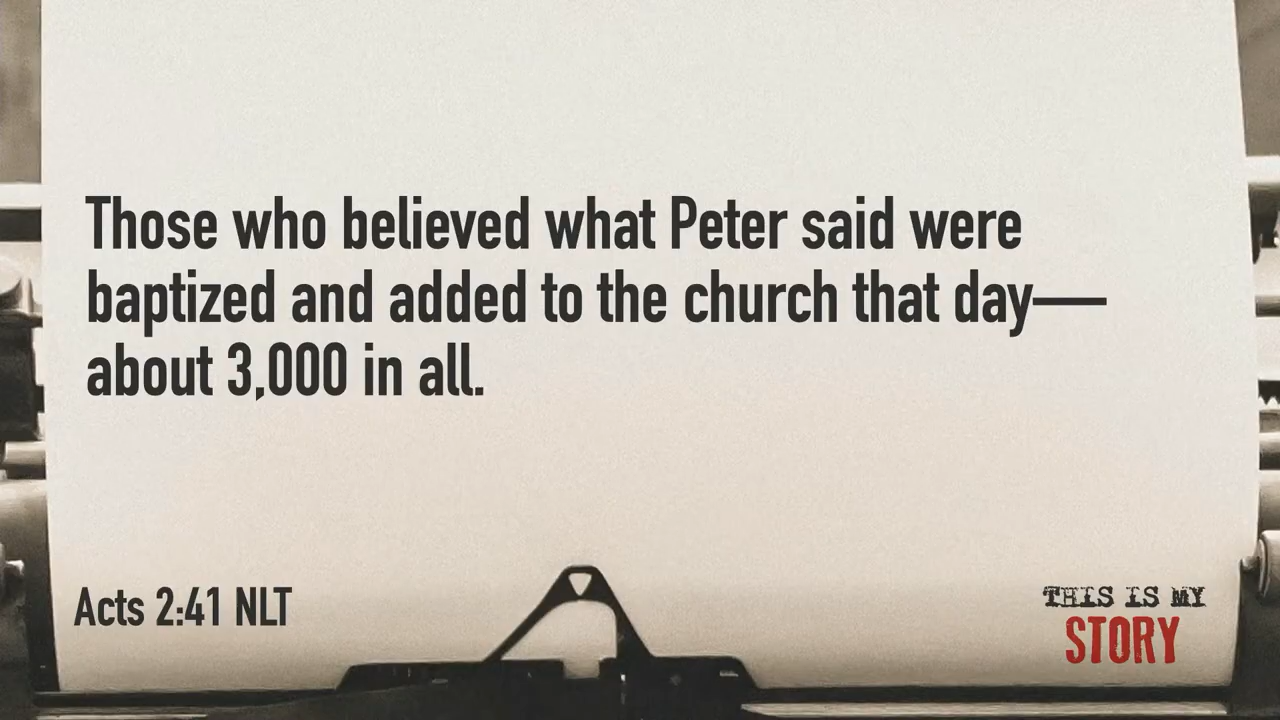 Those who believed what Peter said were
baptized and added to the church that day—
about 3,000 in all.
Acts 2:41 NLT
THIS IS MY
STORY